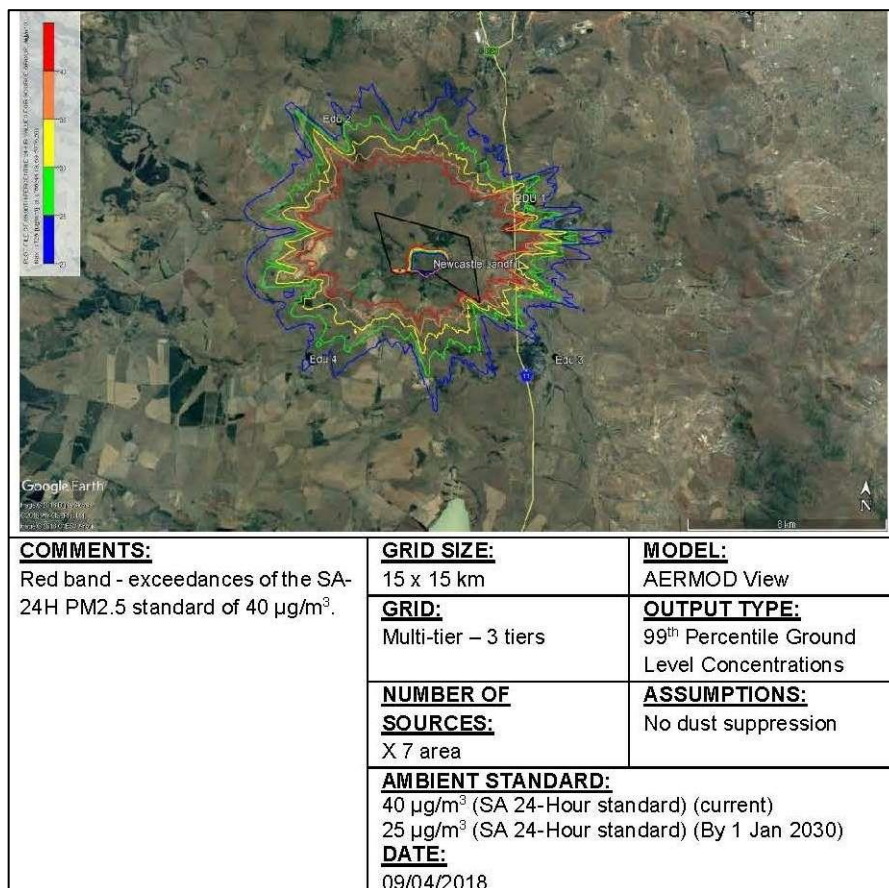 Edu 2
EDU 1
Newcastle Landfill
Edu 4
Edu 3
Google Earth
N
8 km
COMMENTS:
Red band - exceedances of the SA-
24H PM2.5 standard of 40 µg/m³.
GRID SIZE:
15 x 15 km
MODEL:
AERMOD View
GRID:
Multi-tier – 3 tiers
OUTPUT TYPE:
99th Percentile Ground
Level Concentrations
NUMBER OF
SOURCES:
X 7 area
ASSUMPTIONS:
No dust suppression
AMBIENT STANDARD:
40 µg/m³ (SA 24-Hour standard) (current)
25 µg/m³ (SA 24-Hour standard) (By 1 Jan 2030)
DATE:
09/04/2018